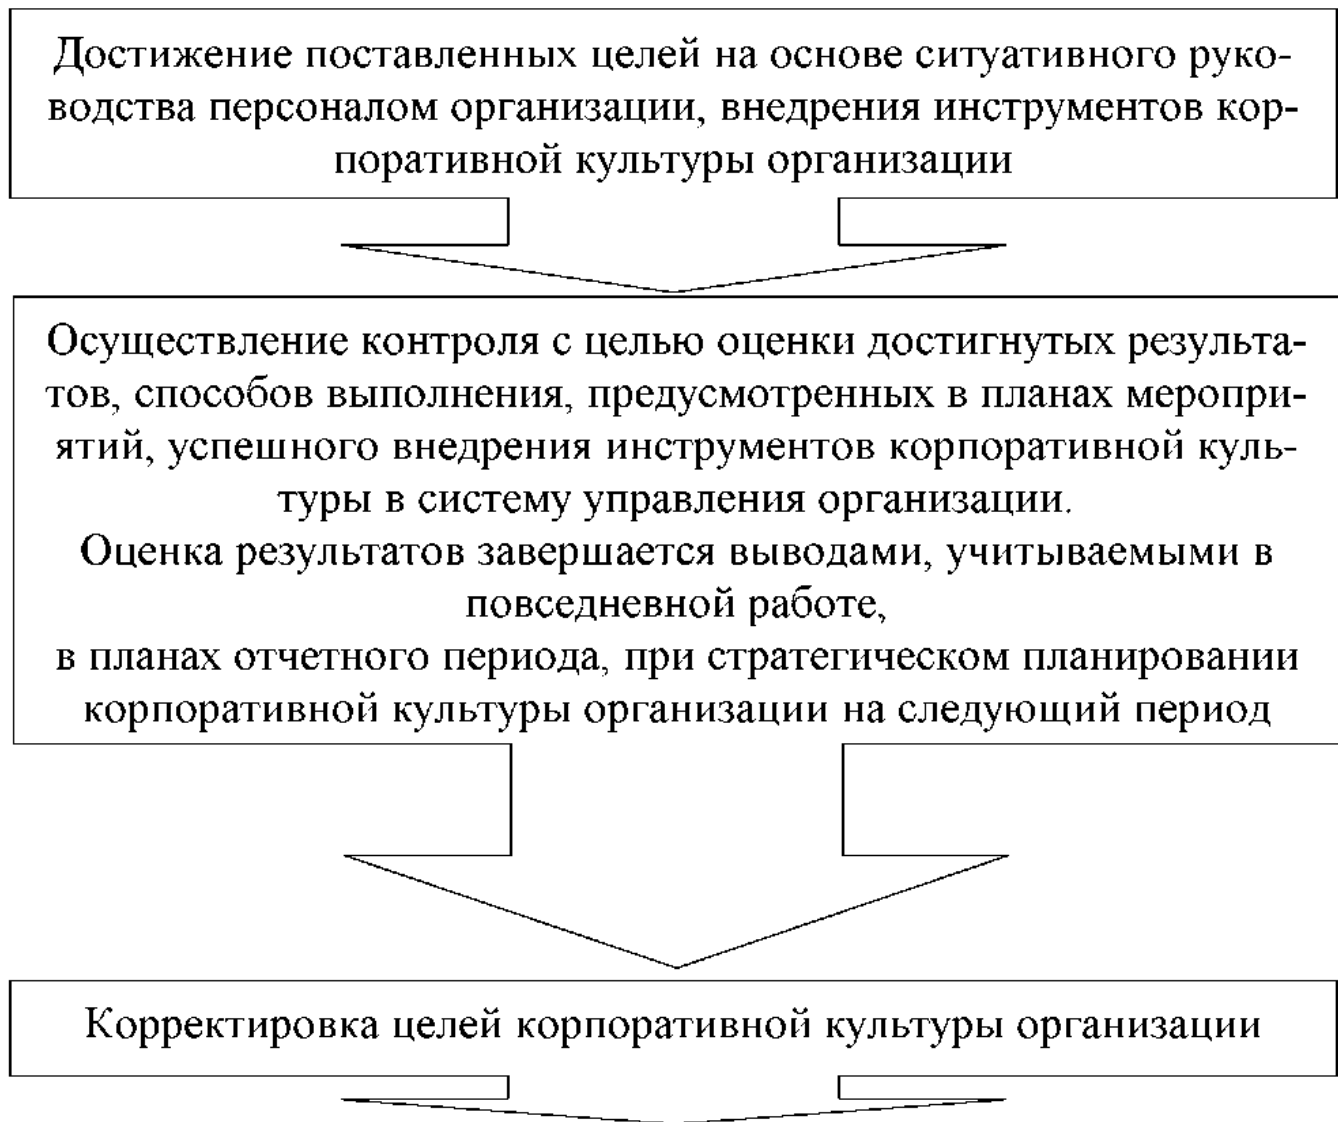 Достижение поставленных целей на основе ситуативного руко-
водства персоналом организации, внедрения инструментов кор-
поративной культуры организации
Осуществление контроля с целью оценки достигнутых результа-
тов, способов выполнения, предусмотренных в планах меропри-
ятий, успешного внедрения инструментов корпоративной куль-
туры в систему управления организации.
Оценка результатов завершается выводами, учитываемыми в
повседневной работе,
в планах отчетного периода, при стратегическом планировании
корпоративной культуры организации на следующий период
Корректировка целей корпоративной культуры организации